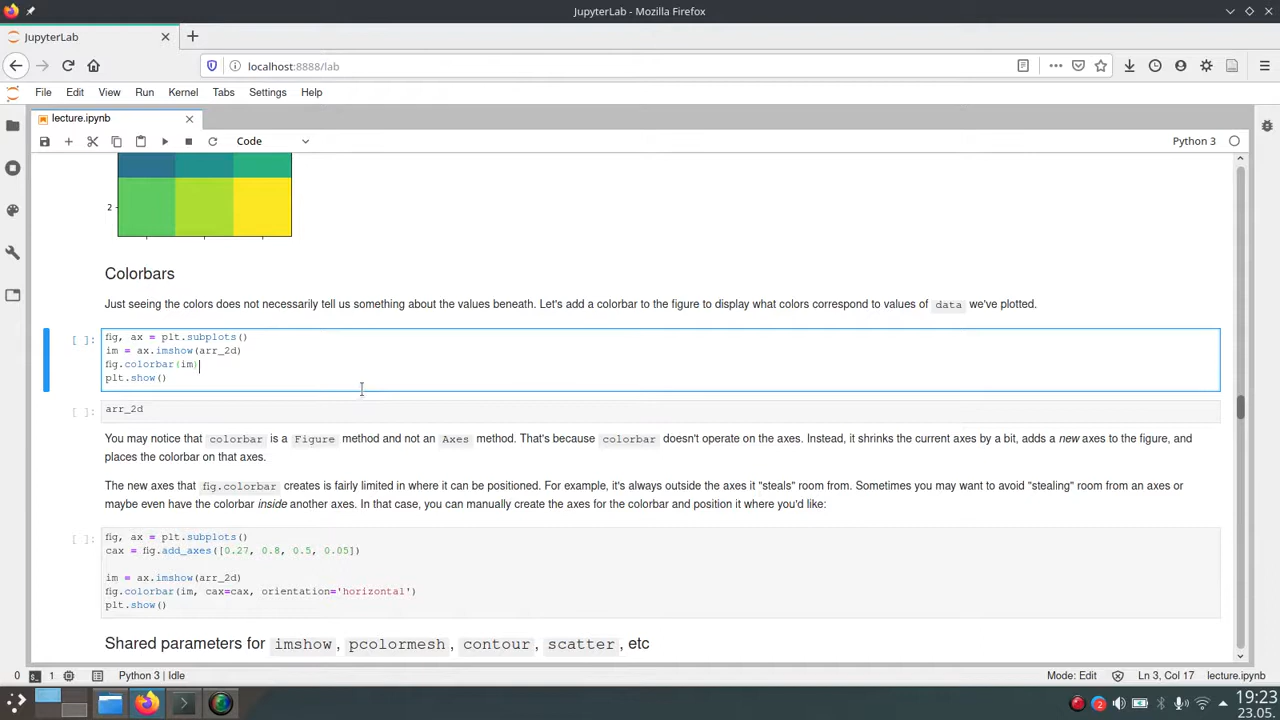 JupyterLab - Mozilla Firefox
JupyterLab
localhost:8888/lab
File Edit View Run Kernel Tabs Settings Help
lecture.ipynb
Code
Python 3
2
Colorbars
Just seeing the colors does not necessarily tell us something about the values beneath. Let's add a colorbar to the figure to display what colors correspond to values of data we've plotted.
[ ]:
fig, ax = plt.subplots()
im = ax.imshow(arr_2d)
fig.colorbar(im)
plt.show()
[ ]: arr_2d
You may notice that colorbar is a Figure method and not an Axes method. That's because colorbar doesn't operate on the axes. Instead, it shrinks the current axes by a bit, adds a new axes to the figure, and
places the colorbar on that axes.
The new axes that fig.colorbar creates is fairly limited in where it can be positioned. For example, it's always outside the axes it "steals" room from. Sometimes you may want to avoid "stealing" room from an axes or
maybe even have the colorbar inside another axes. In that case, you can manually create the axes for the colorbar and position it where you'd like:
[ ]:
fig, ax = plt.subplots()
cax = fig.add_axes([0.27, 0.8, 0.5, 0.05])
im = ax.imshow(arr_2d)
fig.colorbar(im, cax=cax, orientation='horizontal')
plt.show()
Shared parameters for imshow, pcolormesh, contour, scatter, etc
0 1 Python 3 | Idle
Mode: Edit Ln 3, Col 17 lecture.ipynb
2
19:23
23.05.